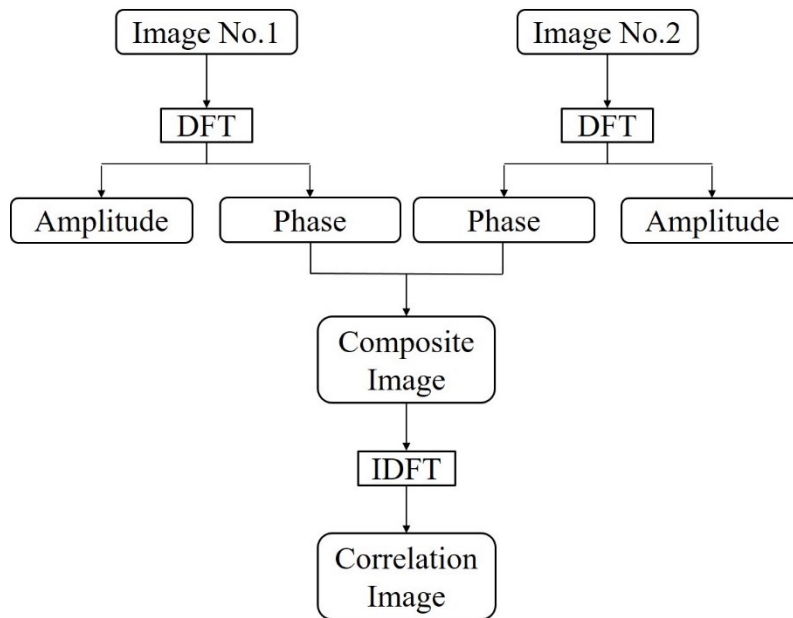 Image No.1
Image No.2
DFT
DFT
Amplitude
Phase
Phase
Amplitude
Composite
Image
IDFT
Correlation
Image